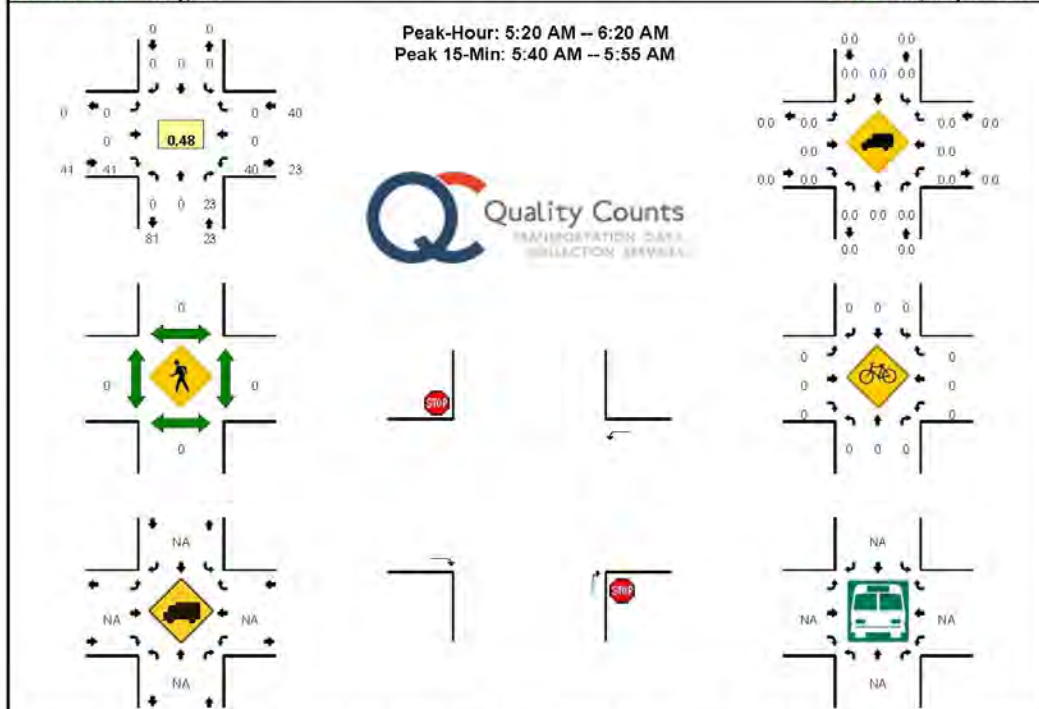 Peak-Hour: 5:20 AM -- 6:20 AM
Peak 15-Min: 5:40 AM -- 5:55 AM
0 0
0 0 0
0 0 0 40
0 0.48 0
41 41 40 23
0 0 23
81 23
0.0 0.0
0.0 0.0 0.0
0.0 0.0 0.0 0.0
0.0 0.0
0.0 0.0 0.0 0.0
0.0 0.0 0.0
0.0 0.0
QC
Quality Counts
TRANSPORTATION DATA
COLLECTION SERVICES
0
0 0
0
STOP
STOP
0 0 0
0 0
0 0
0 0
0 0 0
NA
NA NA
NA
NA
NA NA
NA